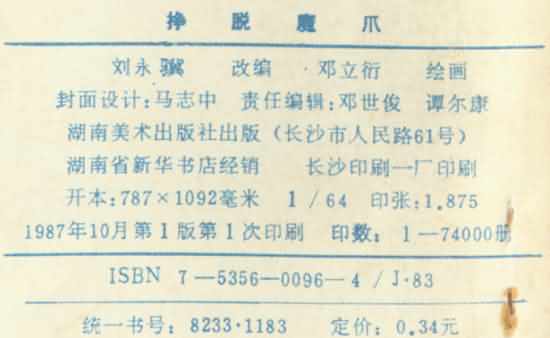 挣脱魔爪
刘永骥 改编 邓立衍 绘画
封面设计:马志中 责任编辑:邓世俊 谭尔康
湖南美术出版社出版(长沙市人民路61号)
湖南省新华书店经销 长沙印刷一厂印刷
开本:787×1092毫米 1/64 印张:1.875
1987年10月第1版第1次印刷 印数: 1—74000册
ISBN 7—5356—0096—4/J·83
统一书号: 8233·1183 定价: 0.34元